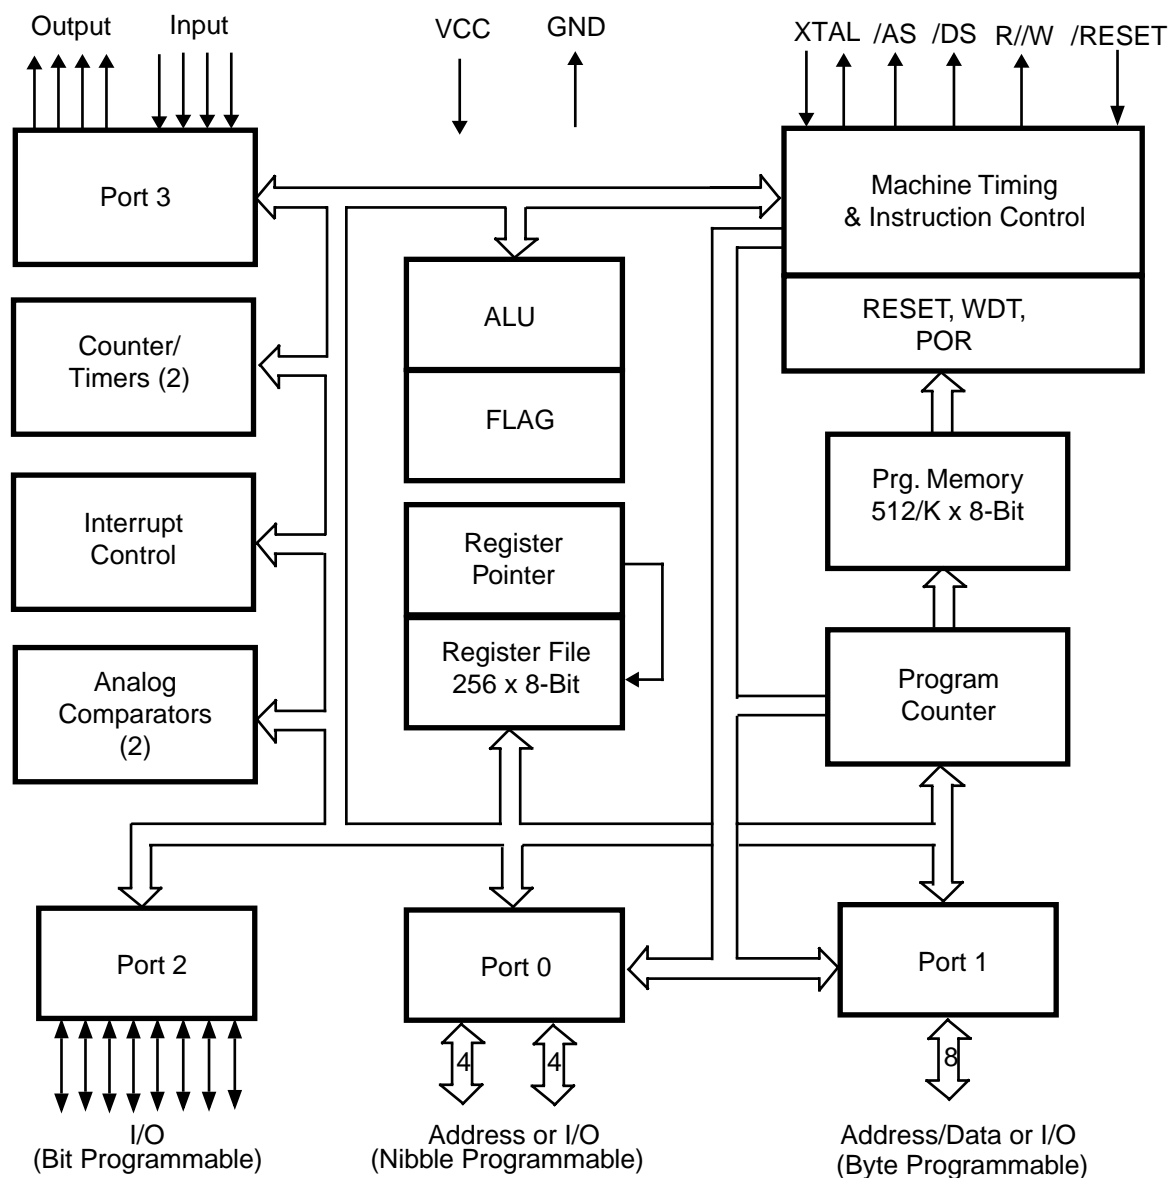 Output Input VCC GND XTAL /AS /DS R//W /RESET
Port 3
Machine Timing
& Instruction Control
ALU
RESET, WDT,
POR
Counter/
Timers (2)
FLAG
Prg. Memory
512/K x 8-Bit
Interrupt
Control
Register
Pointer
Register File
256 x 8-Bit
Program
Counter
Analog
Comparators
(2)
Port 2
Port 0
Port 1
4 4 8
I/O
(Bit Programmable)
Address or I/O
(Nibble Programmable)
Address/Data or I/O
(Byte Programmable)